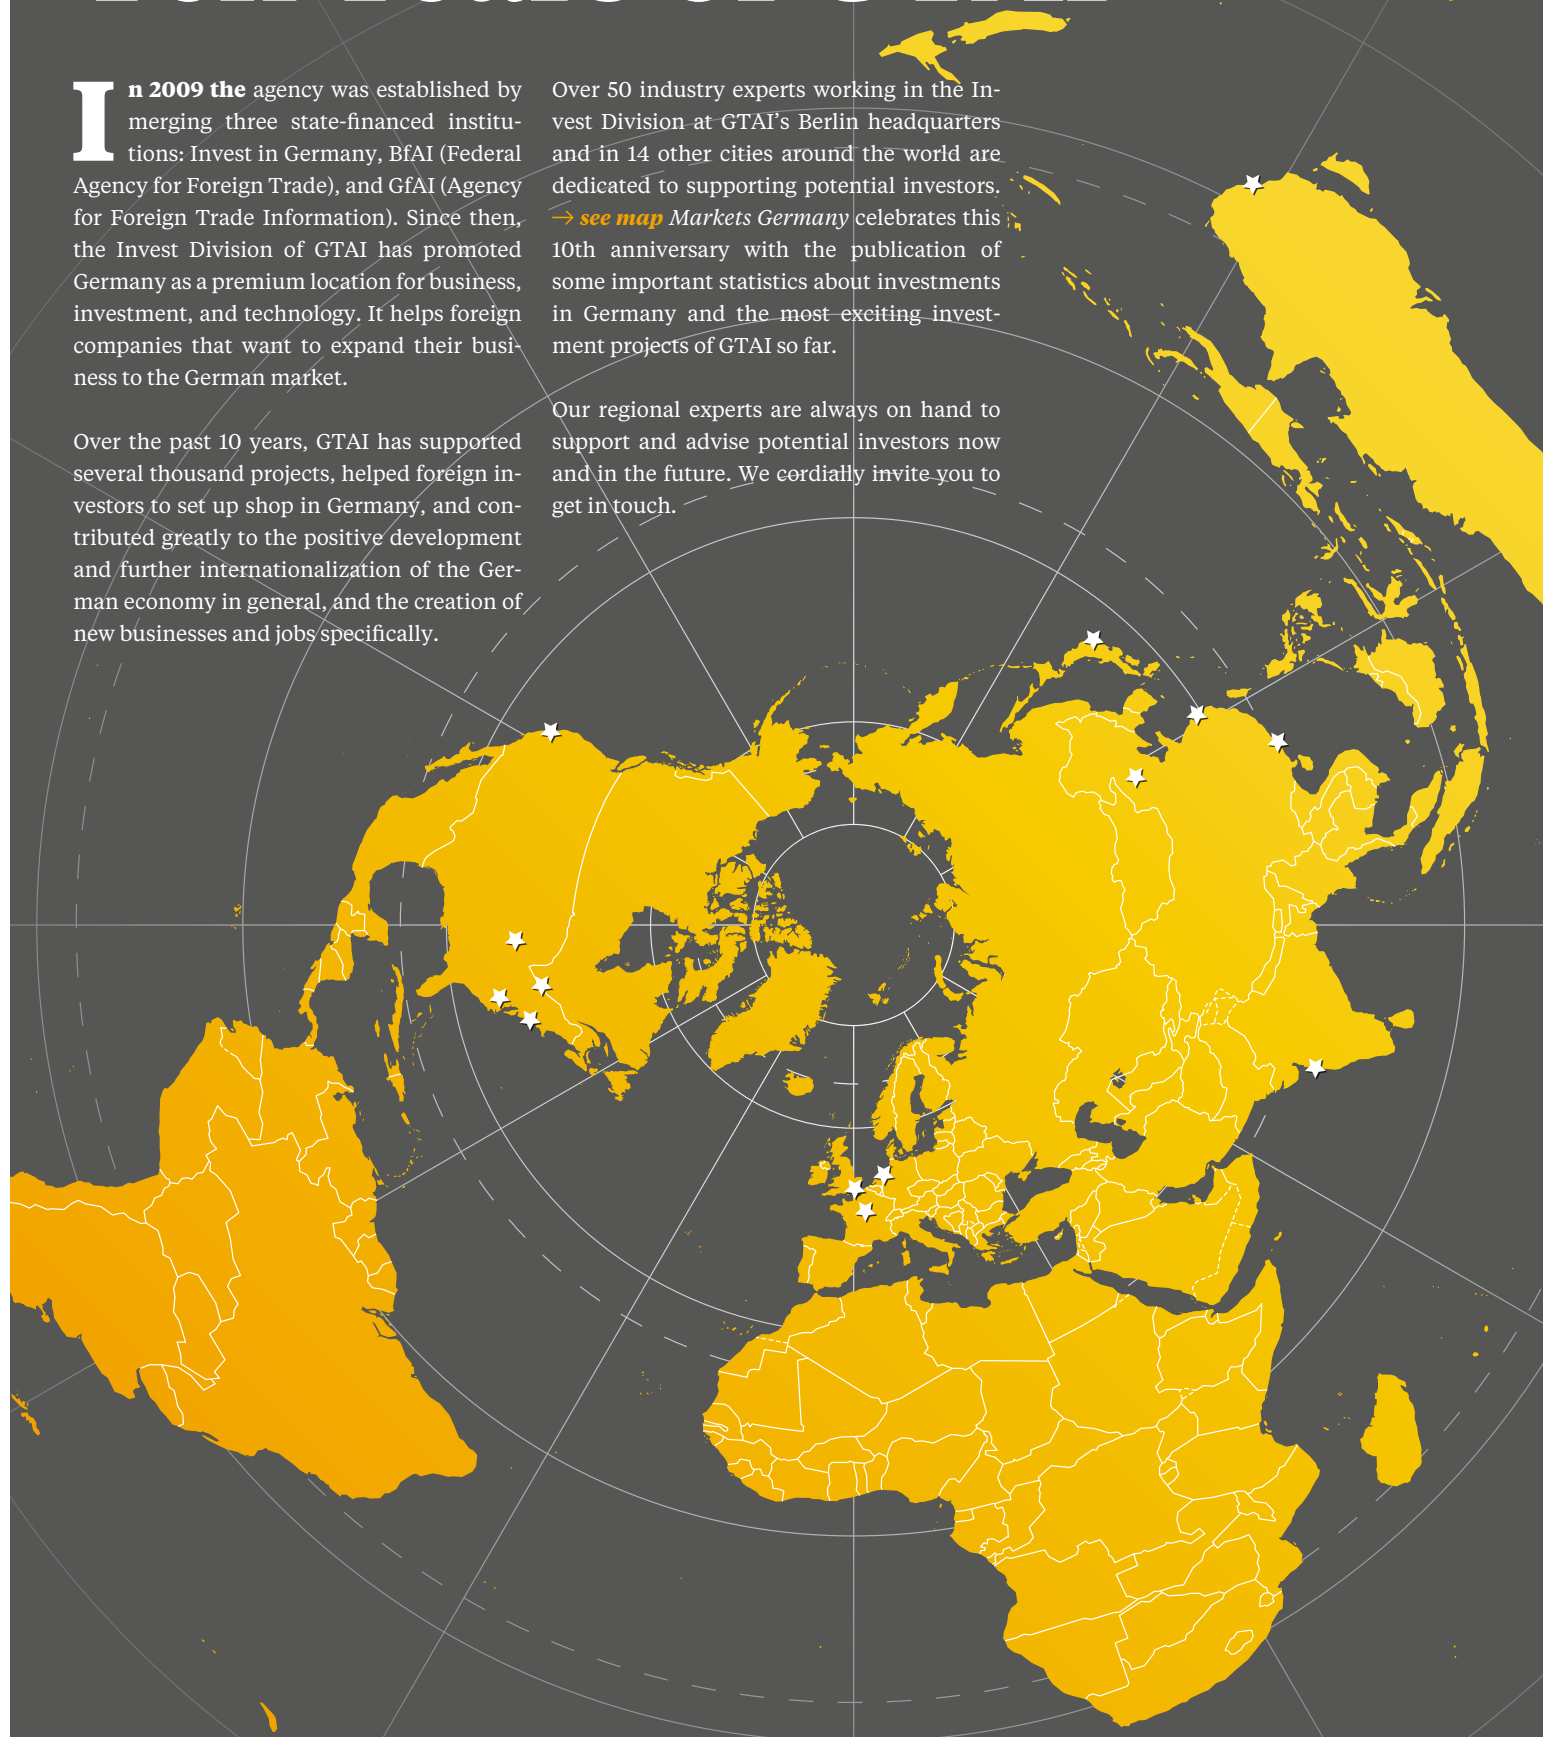 In 2009 the agency was established by
merging three state-financed institu-
tions: Invest in Germany, BfAI (Federal
Agency for Foreign Trade), and GfAI (Agency
for Foreign Trade Information). Since then,
the Invest Division of GTAI has promoted
Germany as a premium location for business,
investment, and technology. It helps foreign
companies that want to expand their busi-
ness to the German market.
Over the past 10 years, GTAI has supported
several thousand projects, helped foreign in-
vestors to set up shop in Germany, and con-
tributed greatly to the positive development
and further internationalization of the Ger-
man economy in general, and the creation of
new businesses and jobs specifically.
Over 50 industry experts working in the In-
vest Division at GTAI’s Berlin headquarters
and in 14 other cities around the world are
dedicated to supporting potential investors.
→ see map Markets Germany celebrates this
10th anniversary with the publication of
some important statistics about investments
in Germany and the most exciting invest-
ment projects of GTAI so far.
Our regional experts are always on hand to
support and advise potential investors now
and in the future. We cordially invite you to
get in touch.